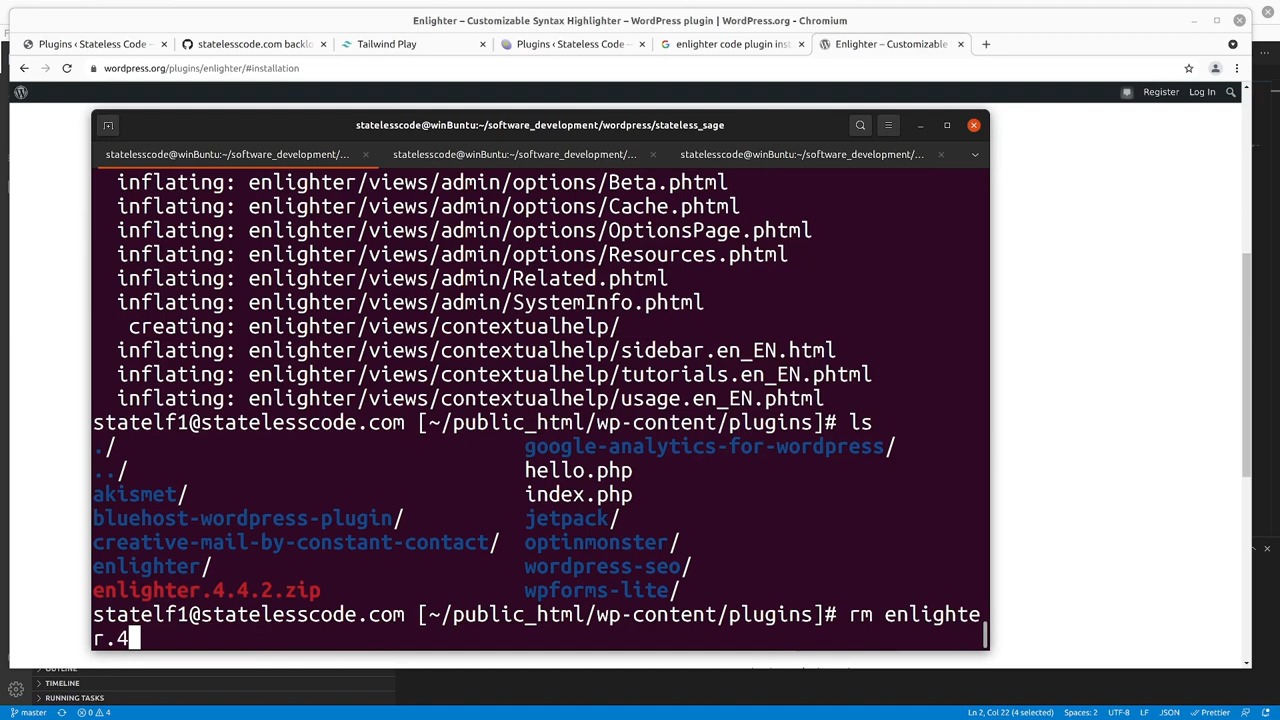 Enlighter – Customizable Syntax Highlighter – WordPress plugin | WordPress.org - Chromium
Plugins ‹ Stateless Code —
statelesscode.com backlo
Tailwind Play
Plugins ‹ Stateless Code —
enlighter code plugin inst
Enlighter – Customizable
wordpress.org/plugins/enlighter/#installation
Register
Log In
statelesscode@winBuntu:~/software_development/wordpress/stateless_sage
statelesscode@winBuntu:~/software_development/...
statelesscode@winBuntu:~/software_development/...
statelesscode@winBuntu:~/software_development/...
inflating: enlighter/views/admin/options/Beta.phtml
inflating: enlighter/views/admin/options/Cache.phtml
inflating: enlighter/views/admin/options/OptionsPage.phtml
inflating: enlighter/views/admin/options/Resources.phtml
inflating: enlighter/views/admin/Related.phtml
inflating: enlighter/views/admin/SystemInfo.phtml
creating: enlighter/views/contextualhelp/
inflating: enlighter/views/contextualhelp/sidebar.en_EN.html
inflating: enlighter/views/contextualhelp/tutorials.en_EN.phtml
inflating: enlighter/views/contextualhelp/usage.en_EN.phtml
statelf1@statelesscode.com [~/public_html/wp-content/plugins]# ls
./ google-analytics-for-wordpress/
../ hello.php
akismet/ index.php
bluehost-wordpress-plugin/ jetpack/
creative-mail-by-constant-contact/ optinmonster/
enlighter/ wordpress-seo/
enlighter.4.4.2.zip wpforms-lite/
statelf1@statelesscode.com [~/public_html/wp-content/plugins]# rm enlighte
r.4
OUTLINE
TIMELINE
RUNNING TASKS
master
0
4
Ln 2, Col 22 (4 selected)
Spaces: 2
UTF-8
LF
JSON
Prettier